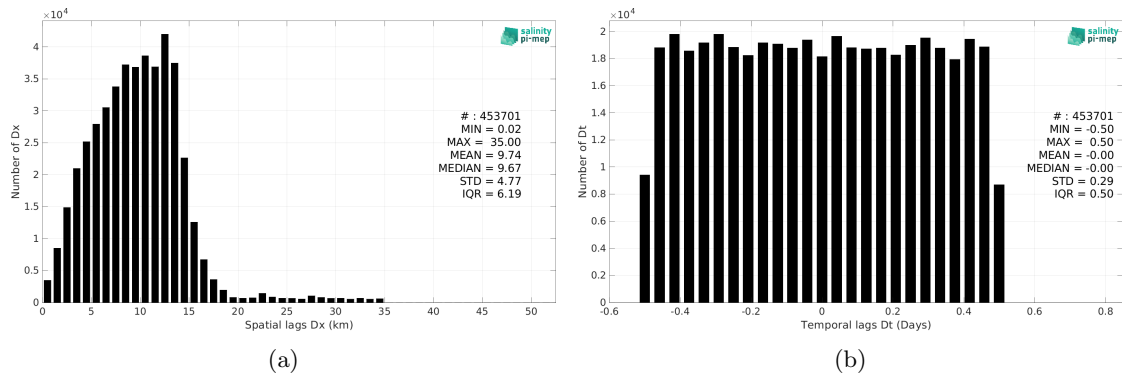 ×10⁴
4
3.5
3
2.5
2
1.5
1
0.5
0
Number of Dx
salinity
pi-mep
# : 453701
MIN = 0.02
MAX = 35.00
MEAN = 9.74
MEDIAN = 9.67
STD = 4.77
IQR = 6.19
0 5 10 15 20 25 30 35 40 45 50
Spatial lags Dx (km)
(a)
×10⁴
2
1.8
1.6
1.4
1.2
1
0.8
0.6
0.4
0.2
0
Number of Dt
salinity
pi-mep
# : 453701
MIN = -0.50
MAX = 0.50
MEAN = -0.00
MEDIAN = -0.00
STD = 0.29
IQR = 0.50
-0.6 -0.4 -0.2 0 0.2 0.4 0.6 0.8
Temporal lags Dt (Days)
(b)